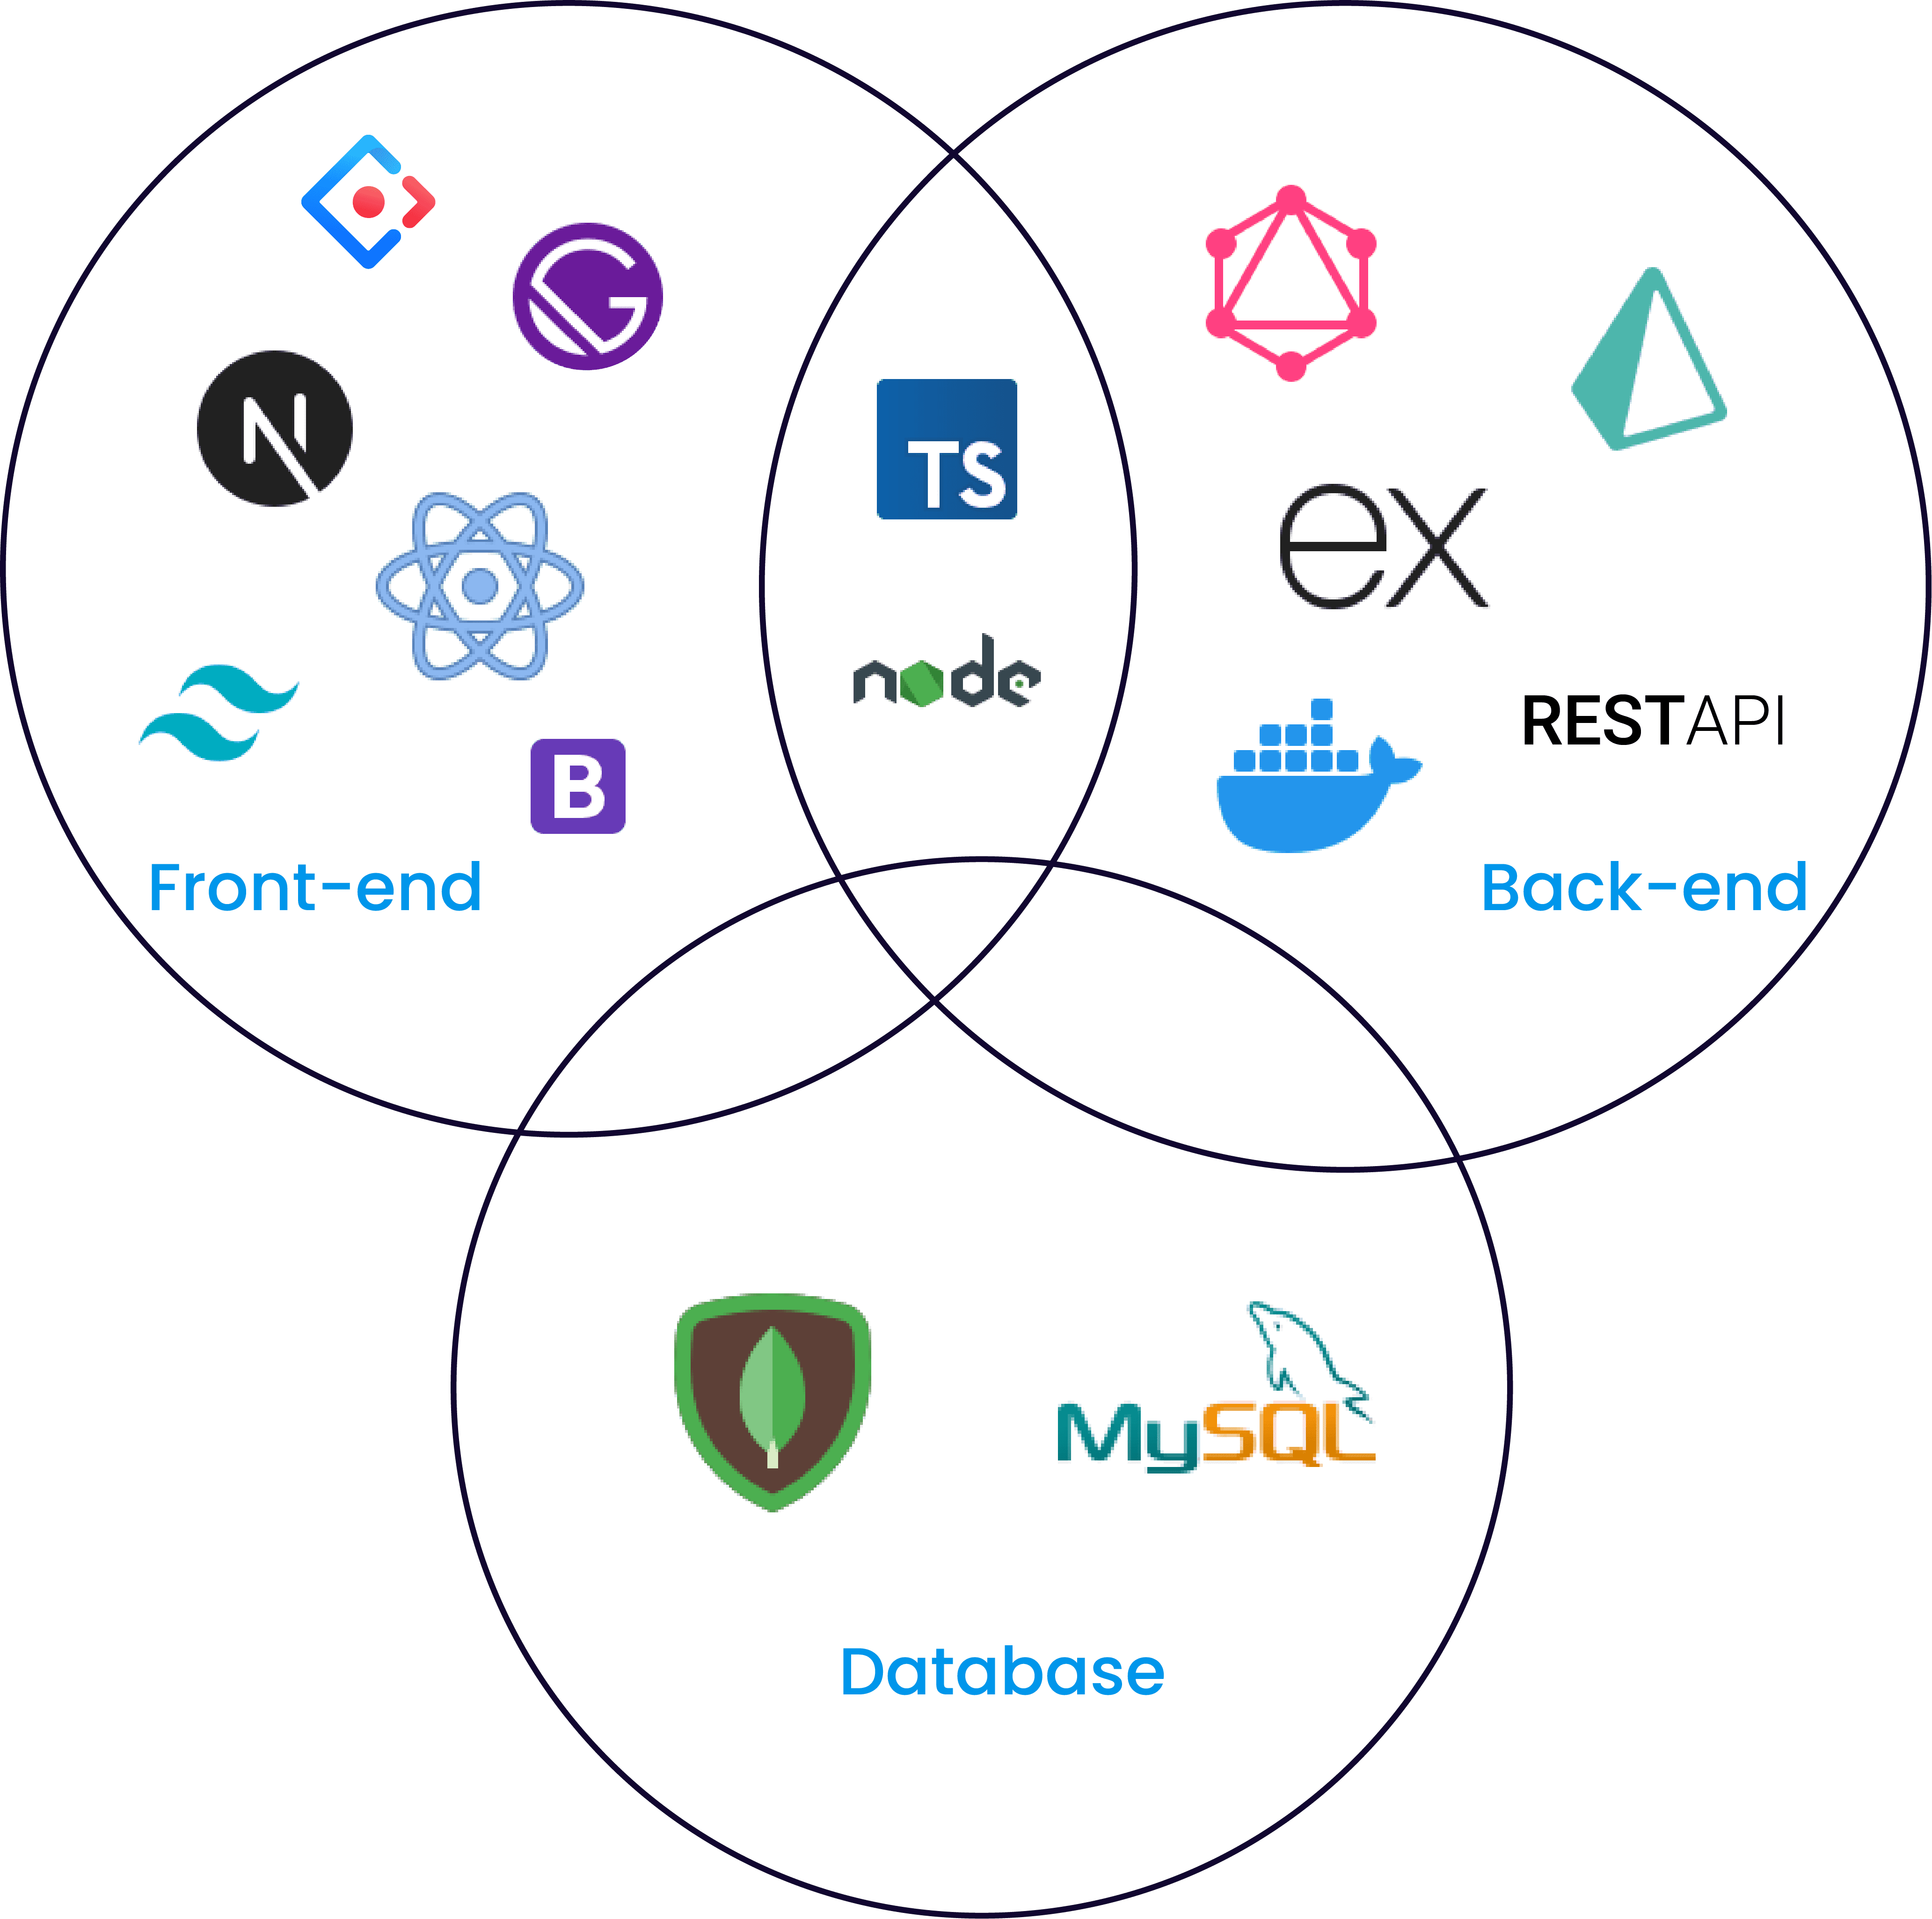 N
G
TS
ex
node
RESTAPI
B
Front-end
Back-end
MySQL
Database